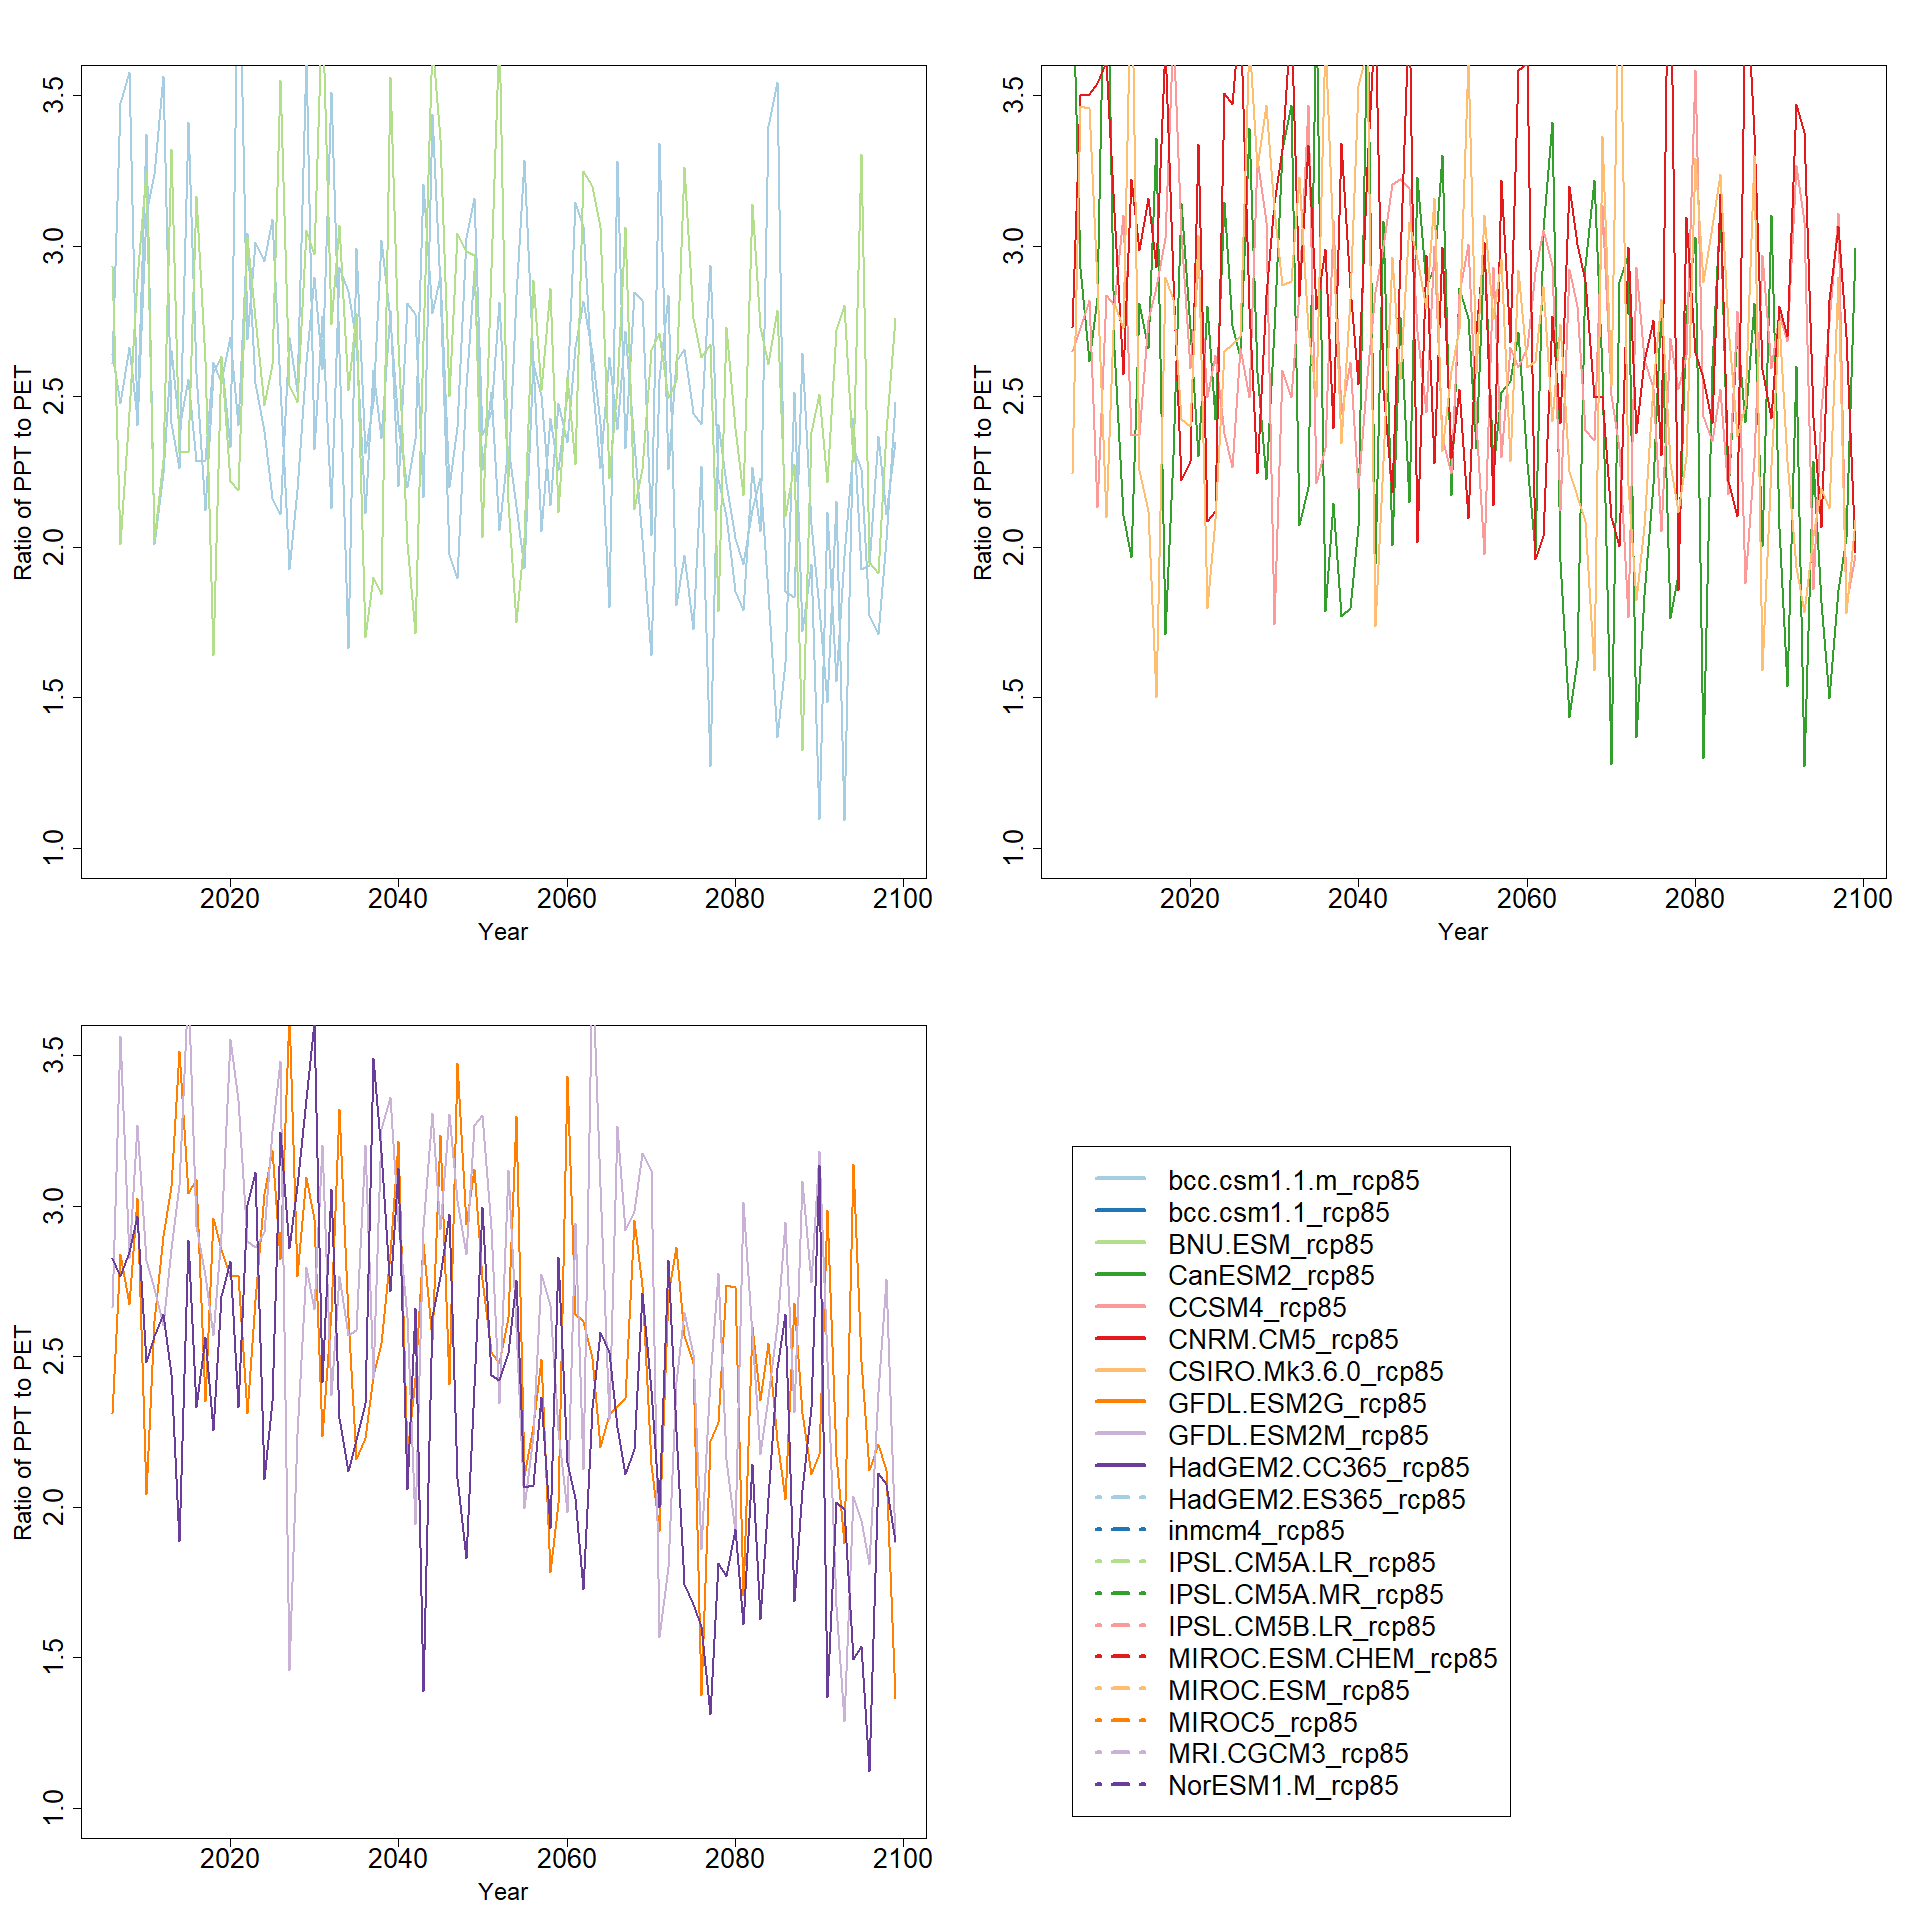 3.5
3.0
2.5
2.0
1.5
1.0
Ratio of PPT to PET
2020 2040 2060 2080 2100
Year
3.5
3.0
2.5
2.0
1.5
1.0
Ratio of PPT to PET
2020 2040 2060 2080 2100
Year
3.5
3.0
2.5
2.0
1.5
1.0
Ratio of PPT to PET
2020 2040 2060 2080 2100
Year
bcc.csm1.1.m_rcp85
bcc.csm1.1_rcp85
BNU.ESM_rcp85
CanESM2_rcp85
CCSM4_rcp85
CNRM.CM5_rcp85
CSIRO.Mk3.6.0_rcp85
GFDL.ESM2G_rcp85
GFDL.ESM2M_rcp85
HadGEM2.CC365_rcp85
HadGEM2.ES365_rcp85
inmcm4_rcp85
IPSL.CM5A.LR_rcp85
IPSL.CM5A.MR_rcp85
IPSL.CM5B.LR_rcp85
MIROC.ESM.CHEM_rcp85
MIROC.ESM_rcp85
MIROC5_rcp85
MRI.CGCM3_rcp85
NorESM1.M_rcp85